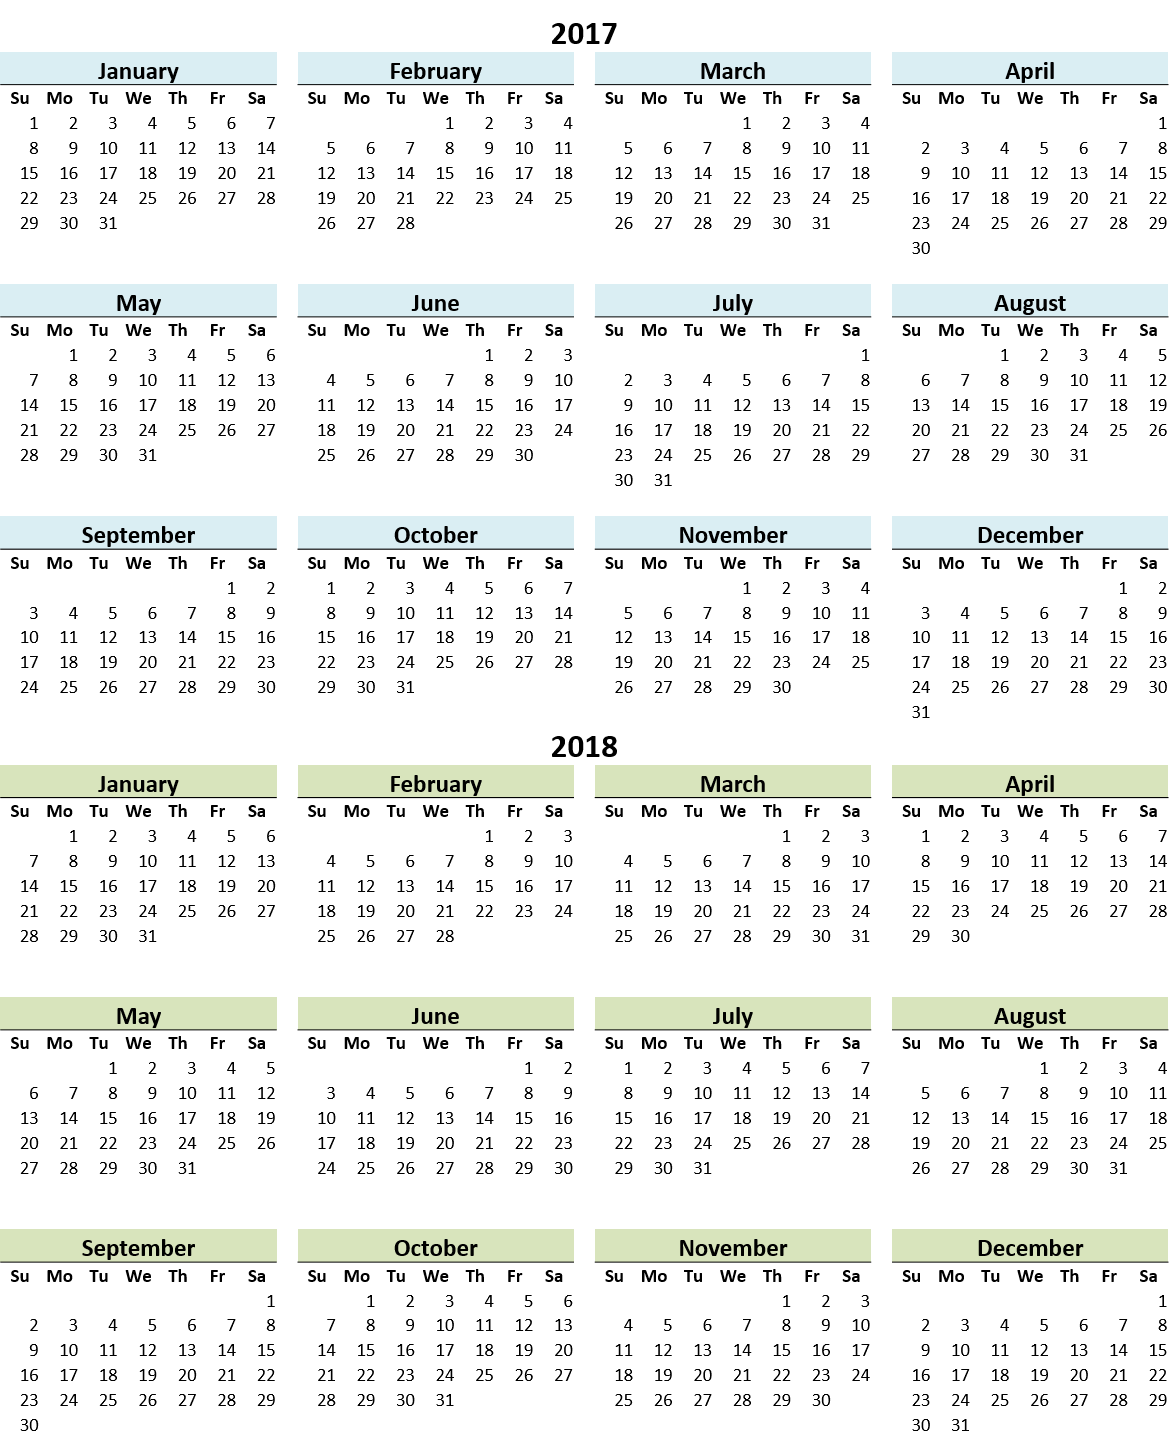 2017
January February March April
Su Mo Tu We Th Fr Sa Su Mo Tu We Th Fr Sa Su Mo Tu We Th Fr Sa Su Mo Tu We Th Fr Sa
1 2 3 4 5 6 7 1 2 3 4 1 2 3 4 1
8 9 10 11 12 13 14 5 6 7 8 9 10 11 5 6 7 8 9 10 11 2 3 4 5 6 7 8
15 16 17 18 19 20 21 12 13 14 15 16 17 18 12 13 14 15 16 17 18 9 10 11 12 13 14 15
22 23 24 25 26 27 28 19 20 21 22 23 24 25 19 20 21 22 23 24 25 16 17 18 19 20 21 22
29 30 31 26 27 28 26 27 28 29 30 31 23 24 25 26 27 28 29
30
May June July August
Su Mo Tu We Th Fr Sa Su Mo Tu We Th Fr Sa Su Mo Tu We Th Fr Sa Su Mo Tu We Th Fr Sa
1 2 3 4 5 6 1 2 3 1 1 2 3 4 5
7 8 9 10 11 12 13 4 5 6 7 8 9 10 2 3 4 5 6 7 8 6 7 8 9 10 11 12
14 15 16 17 18 19 20 11 12 13 14 15 16 17 9 10 11 12 13 14 15 13 14 15 16 17 18 19
21 22 23 24 25 26 27 18 19 20 21 22 23 24 16 17 18 19 20 21 22 20 21 22 23 24 25 26
28 29 30 31 25 26 27 28 29 30 23 24 25 26 27 28 29 27 28 29 30 31
30 31
September October November December
Su Mo Tu We Th Fr Sa Su Mo Tu We Th Fr Sa Su Mo Tu We Th Fr Sa Su Mo Tu We Th Fr Sa
1 2 1 2 3 4 5 6 7 1 2 3 4 1 2
3 4 5 6 7 8 9 8 9 10 11 12 13 14 5 6 7 8 9 10 11 3 4 5 6 7 8 9
10 11 12 13 14 15 16 15 16 17 18 19 20 21 12 13 14 15 16 17 18 10 11 12 13 14 15 16
17 18 19 20 21 22 23 22 23 24 25 26 27 28 19 20 21 22 23 24 25 17 18 19 20 21 22 23
24 25 26 27 28 29 30 29 30 31 26 27 28 29 30 24 25 26 27 28 29 30
31
2018
January February March April
Su Mo Tu We Th Fr Sa Su Mo Tu We Th Fr Sa Su Mo Tu We Th Fr Sa Su Mo Tu We Th Fr Sa
1 2 3 4 5 6 1 2 3 1 2 3 1 2 3 4 5 6 7
7 8 9 10 11 12 13 4 5 6 7 8 9 10 4 5 6 7 8 9 10 8 9 10 11 12 13 14
14 15 16 17 18 19 20 11 12 13 14 15 16 17 11 12 13 14 15 16 17 15 16 17 18 19 20 21
21 22 23 24 25 26 27 18 19 20 21 22 23 24 18 19 20 21 22 23 24 22 23 24 25 26 27 28
28 29 30 31 25 26 27 28 25 26 27 28 29 30 31 29 30
May June July August
Su Mo Tu We Th Fr Sa Su Mo Tu We Th Fr Sa Su Mo Tu We Th Fr Sa Su Mo Tu We Th Fr Sa
1 2 3 4 5 1 2 1 2 3 4 5 6 7 1 2 3 4
6 7 8 9 10 11 12 3 4 5 6 7 8 9 8 9 10 11 12 13 14 5 6 7 8 9 10 11
13 14 15 16 17 18 19 10 11 12 13 14 15 16 15 16 17 18 19 20 21 12 13 14 15 16 17 18
20 21 22 23 24 25 26 17 18 19 20 21 22 23 22 23 24 25 26 27 28 19 20 21 22 23 24 25
27 28 29 30 31 24 25 26 27 28 29 30 29 30 31 26 27 28 29 30 31
September October November December
Su Mo Tu We Th Fr Sa Su Mo Tu We Th Fr Sa Su Mo Tu We Th Fr Sa Su Mo Tu We Th Fr Sa
1 1 2 3 4 5 6 1 2 3 1
2 3 4 5 6 7 8 7 8 9 10 11 12 13 4 5 6 7 8 9 10 2 3 4 5 6 7 8
9 10 11 12 13 14 15 14 15 16 17 18 19 20 11 12 13 14 15 16 17 9 10 11 12 13 14 15
16 17 18 19 20 21 22 21 22 23 24 25 26 27 18 19 20 21 22 23 24 16 17 18 19 20 21 22
23 24 25 26 27 28 29 28 29 30 31 25 26 27 28 29 30 23 24 25 26 27 28 29
30 30 31